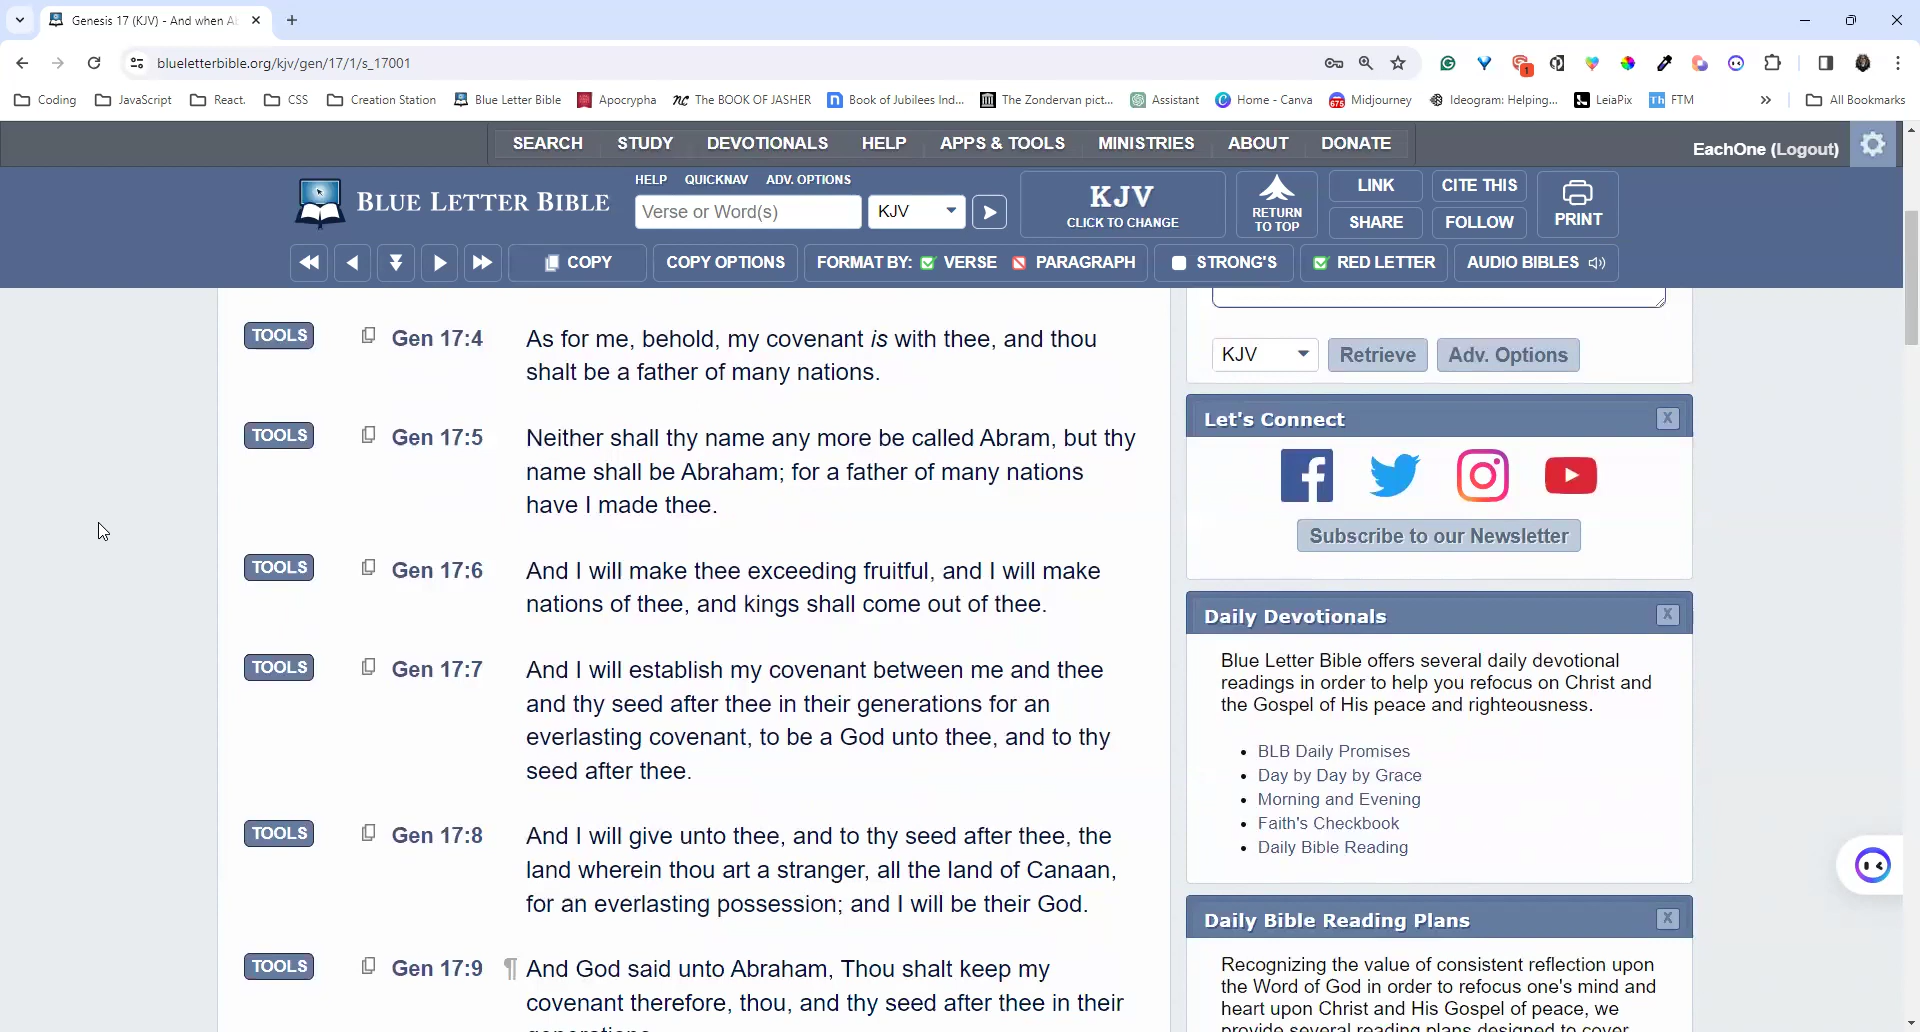 Genesis 17 (KJV) - And when A
blueletterbible.org/kjv/gen/17/1/s_17001
1
Coding
JavaScript
React.
CSS
Creation Station
Blue Letter Bible
Apocrypha
The BOOK OF JASHER
Book of Jubilees Ind...
The Zondervan pict...
Assistant
Home - Canva
675
Midjourney
Ideogram: Helping...
LeiaPix
Th
FTM
»
All Bookmarks
SEARCH
STUDY
DEVOTIONALS
HELP
APPS & TOOLS
MINISTRIES
ABOUT
DONATE
EachOne (Logout)
BLUE LETTER BIBLE
HELP
QUICKNAV
ADV. OPTIONS
Verse or Word(s)
KJV
KJV
CLICK TO CHANGE
RETURN
TO TOP
LINK
CITE THIS
SHARE
FOLLOW
PRINT
COPY
COPY OPTIONS
FORMAT BY:
VERSE
PARAGRAPH
STRONG'S
RED LETTER
AUDIO BIBLES
TOOLS
Gen 17:4
As for me, behold, my covenant is with thee, and thou
shalt be a father of many nations.
TOOLS
Gen 17:5
Neither shall thy name any more be called Abram, but thy
name shall be Abraham; for a father of many nations
have I made thee.
TOOLS
Gen 17:6
And I will make thee exceeding fruitful, and I will make
nations of thee, and kings shall come out of thee.
TOOLS
Gen 17:7
And I will establish my covenant between me and thee
and thy seed after thee in their generations for an
everlasting covenant, to be a God unto thee, and to thy
seed after thee.
TOOLS
Gen 17:8
And I will give unto thee, and to thy seed after thee, the
land wherein thou art a stranger, all the land of Canaan,
for an everlasting possession; and I will be their God.
TOOLS
Gen 17:9
¶ And God said unto Abraham, Thou shalt keep my
covenant therefore, thou, and thy seed after thee in their
KJV
Retrieve
Adv. Options
Let's Connect
X
Subscribe to our Newsletter
Daily Devotionals
X
Blue Letter Bible offers several daily devotional
readings in order to help you refocus on Christ and
the Gospel of His peace and righteousness.
• BLB Daily Promises
• Day by Day by Grace
• Morning and Evening
• Faith's Checkbook
• Daily Bible Reading
Daily Bible Reading Plans
X
Recognizing the value of consistent reflection upon
the Word of God in order to refocus one's mind and
heart upon Christ and His Gospel of peace, we
provide several reading plans designed to cover